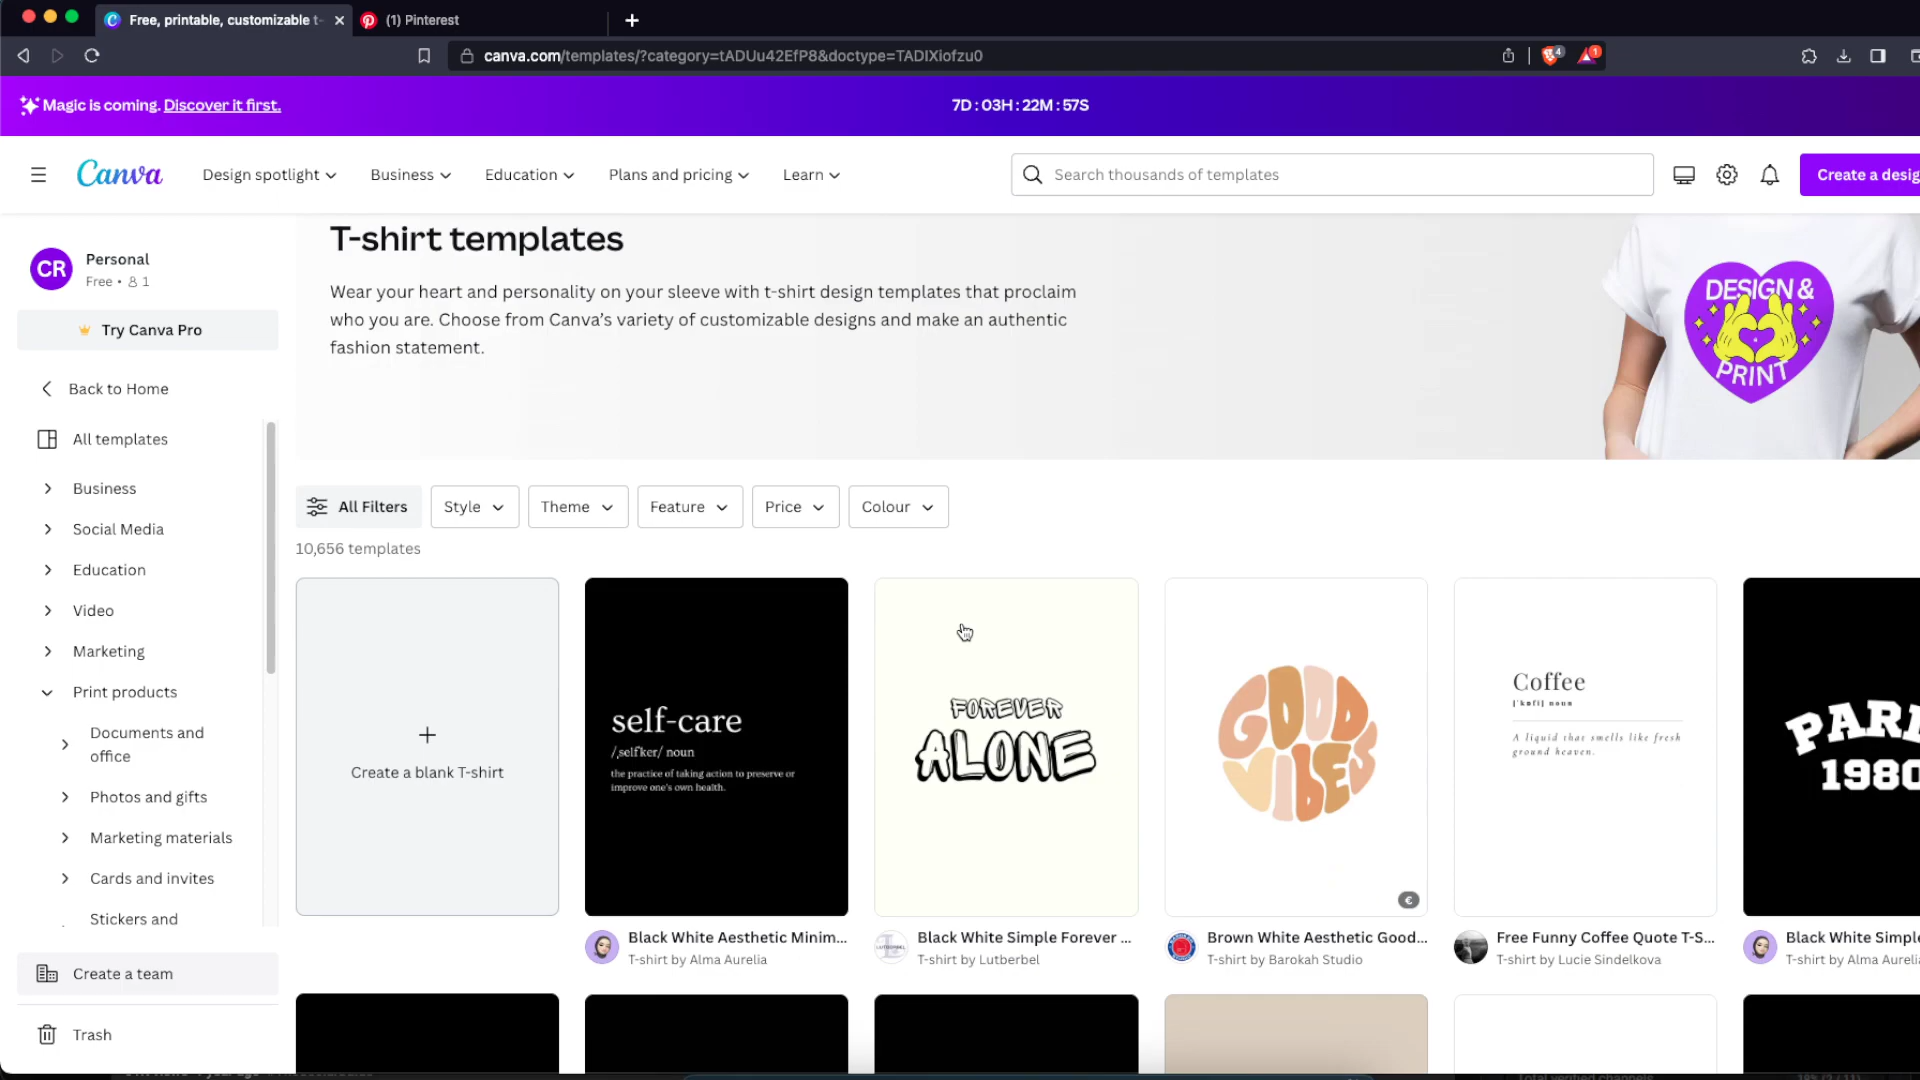 Free, printable, customizable t-
(1) Pinterest
canva.com/templates/?category=tADUu42EfP8&doctype=TADIXiofzu0
4
1
Magic is coming. Discover it first.
7D : 03H : 22M : 57S
Canva
Design spotlight
Business
Education
Plans and pricing
Learn
Search thousands of templates
Create a desig
CR
Personal
Free • 1
Try Canva Pro
Back to Home
All templates
Business
Social Media
Education
Video
Marketing
Print products
Documents and
office
Photos and gifts
Marketing materials
Cards and invites
Stickers and
Create a team
Trash
T-shirt templates
Wear your heart and personality on your sleeve with t-shirt design templates that proclaim
who you are. Choose from Canva’s variety of customizable designs and make an authentic
fashion statement.
DESIGN &
PRINT
All Filters
Style
Theme
Feature
Price
Colour
10,656 templates
Create a blank T-shirt
self-care
/ˌselfˈker/ noun
the practice of taking action to preserve or
improve one's own health.
FOREVER
ALONE
GOOD
VIBES
€
Coffee
[ˈkɒfi] noun
A liquid that smells like fresh
ground heaven.
PAR
1980
Black White Aesthetic Minim...
T-shirt by Alma Aurelia
Black White Simple Forever ...
T-shirt by Lutberbel
Brown White Aesthetic Good...
T-shirt by Barokah Studio
Free Funny Coffee Quote T-S...
T-shirt by Lucie Sindelkova
Black White Simple
T-shirt by Alma Aureli